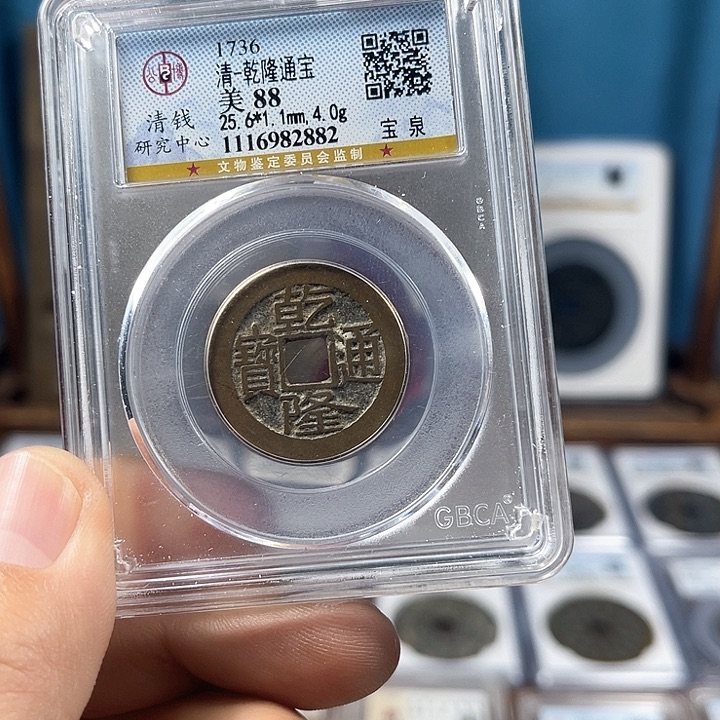 1736
清-乾隆通宝
美 88
25.6*1.1mm, 4.0g
1116982882
清钱
研究中心
宝泉
★ 文物鉴定委员会监制 ★
GBCA
乾隆通寶
GBCA®